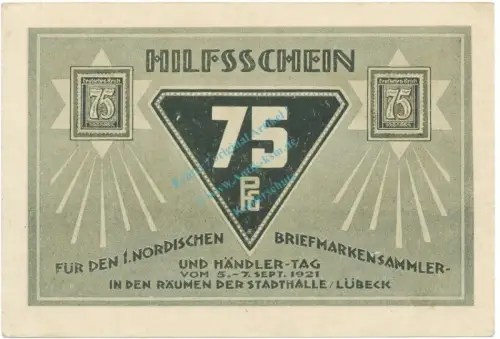 HILFSSCHEIN
Deutsches Reich
75
Deutsches Reich
75
75
PFG
FÜR DEN 1. NORDISCHEN BRIEFMARKENSAMMLER-
UND HÄNDLER-TAG
VOM 5.-7. SEPT. 1921
IN DEN RÄUMEN DER STADTHALLE / LÜBECK